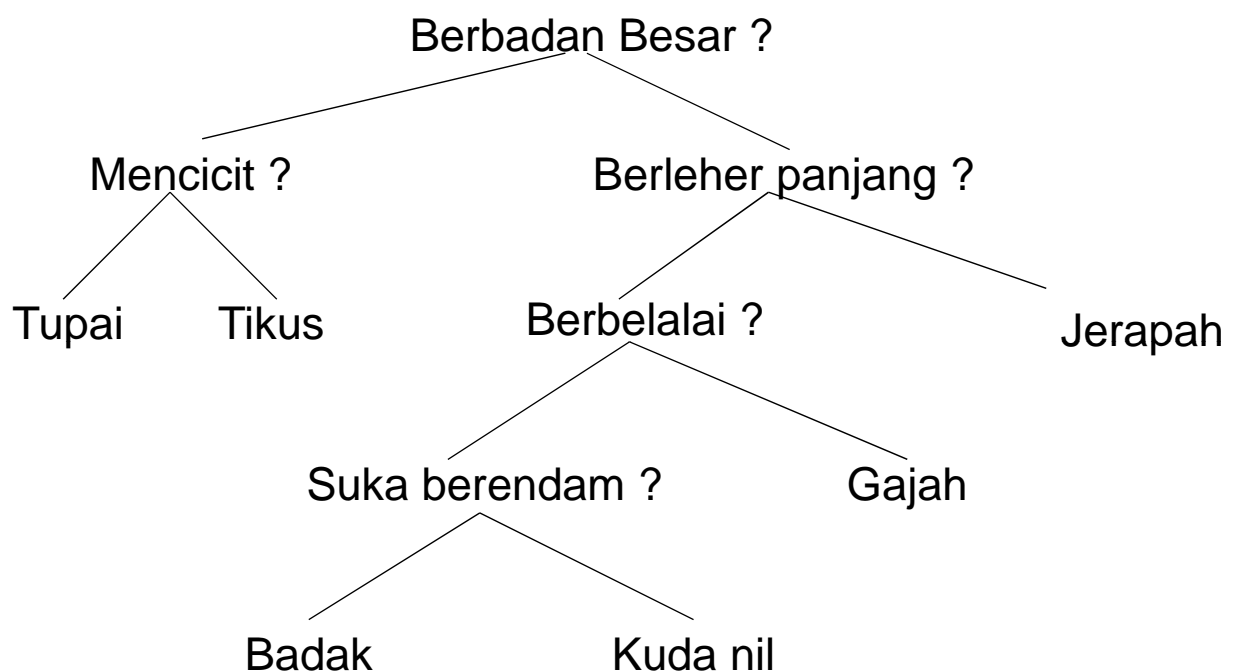 Berbadan Besar ?
Mencicit ?
Berleher panjang ?
Tupai
Tikus
Berbelalai ?
Jerapah
Suka berendam ?
Gajah
Badak
Kuda nil